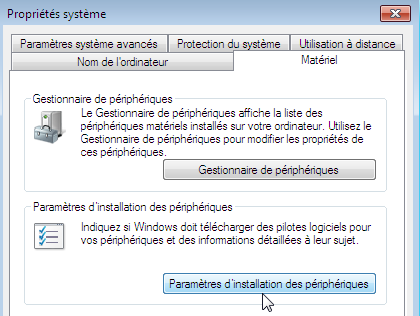 Propriétés système
Paramètres système avancés
Protection du système
Utilisation à distance
Nom de l'ordinateur
Matériel
Gestionnaire de périphériques
Le Gestionnaire de périphériques affiche la liste des
périphériques matériels installés sur votre ordinateur. Utilisez le
Gestionnaire de périphériques pour modifier les propriétés de
ces périphériques.
Gestionnaire de périphériques
Paramètres d'installation des périphériques
Indiquez si Windows doit télécharger des pilotes logiciels pour
vos périphériques et des informations détaillées à leur sujet.
Paramètres d'installation des périphériques